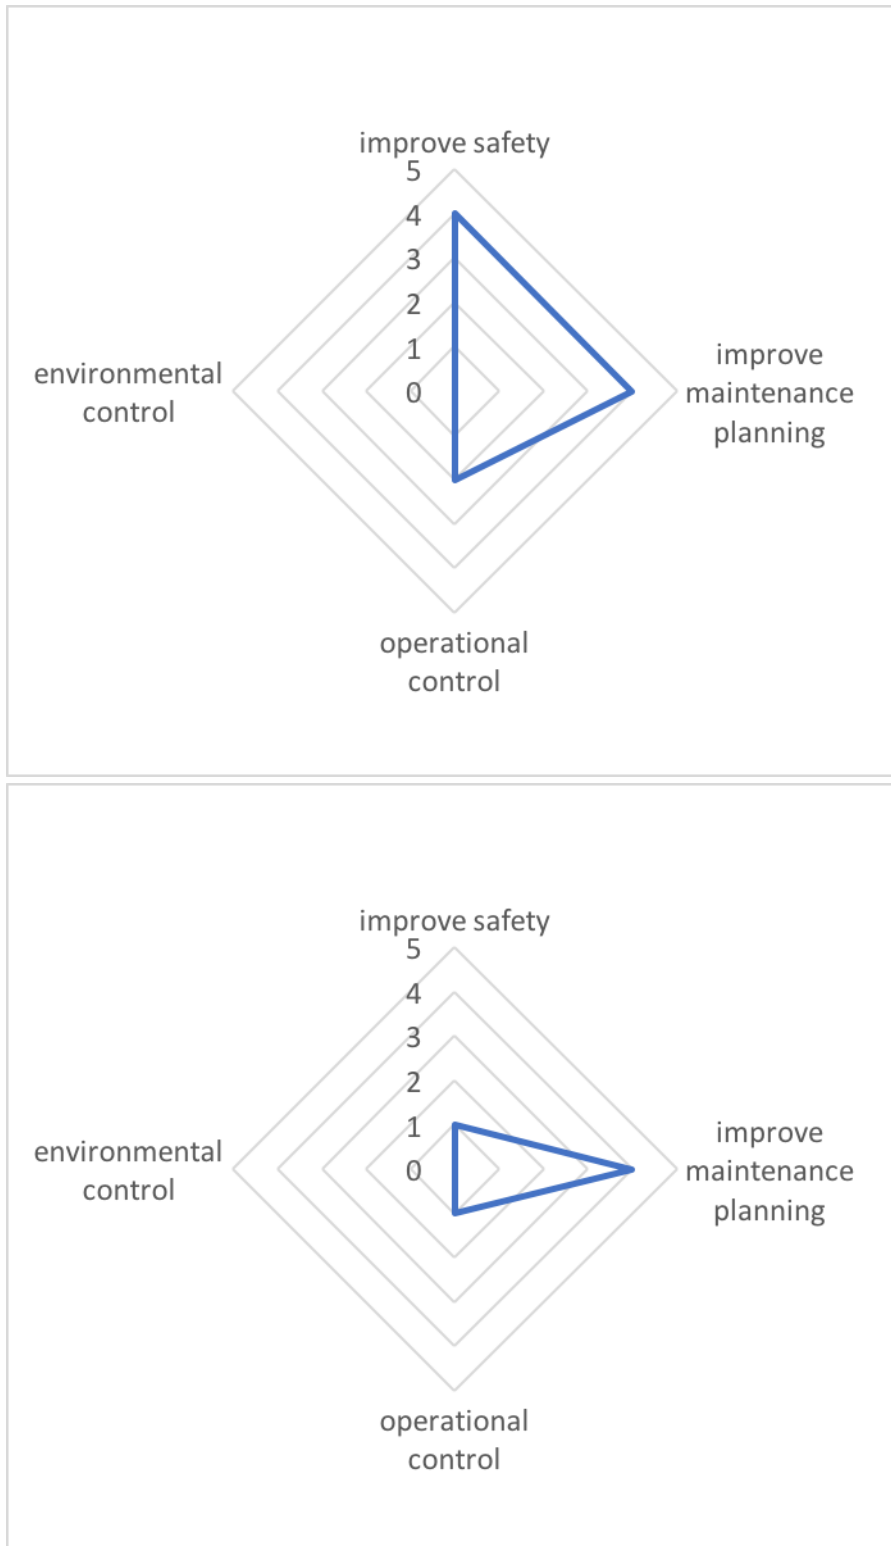 improve safety
5
4
3
2
1
0
environmental
control
improve
maintenance
planning
operational
control
improve safety
5
4
3
2
1
0
environmental
control
improve
maintenance
planning
operational
control